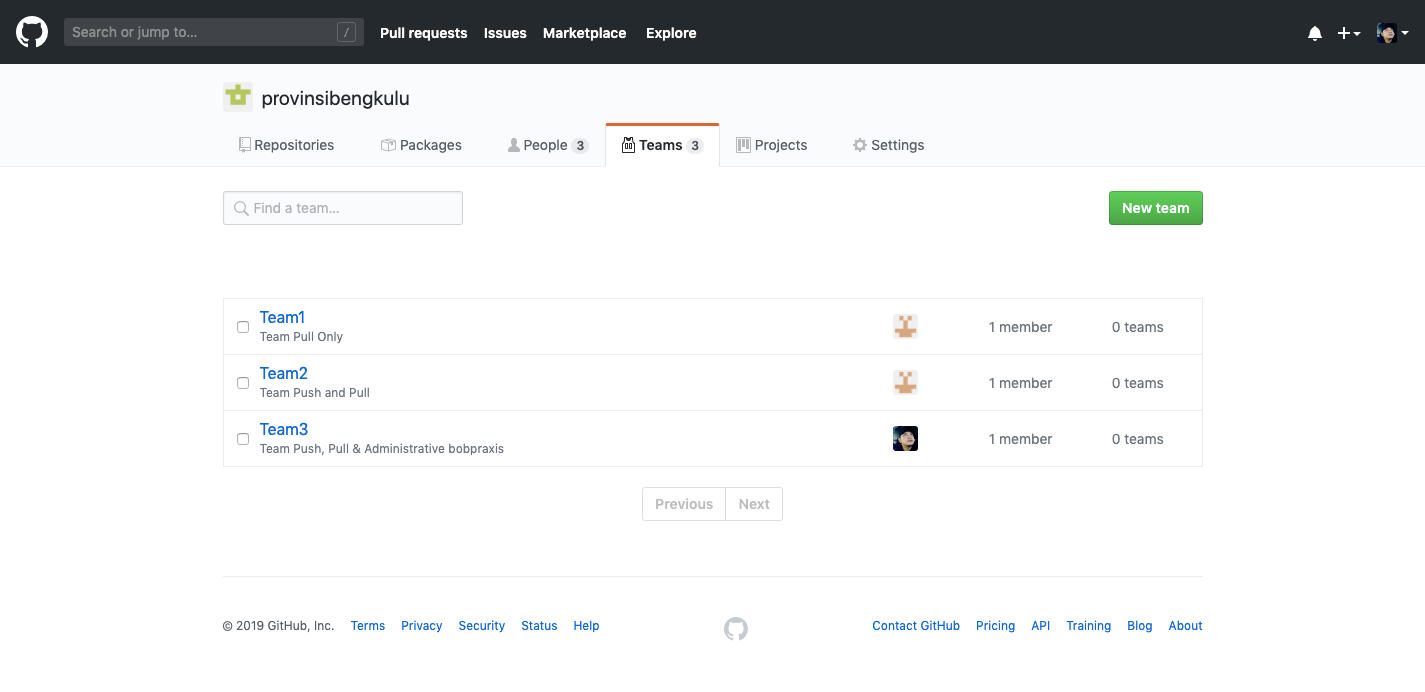 Search or jump to... /
Pull requests Issues Marketplace Explore
provinsibengkulu
Repositories Packages People 3 Teams 3 Projects Settings
Find a team... New team
Team1
Team Pull Only
1 member 0 teams
Team2
Team Push and Pull
1 member 0 teams
Team3
Team Push, Pull & Administrative bobpraxis
1 member 0 teams
Previous Next
© 2019 GitHub, Inc. Terms Privacy Security Status Help Contact GitHub Pricing API Training Blog About